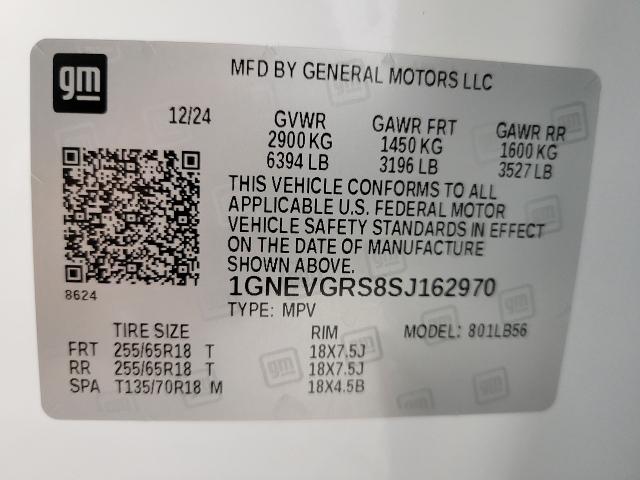 gm
MFD BY GENERAL MOTORS LLC
12/24 GVWR GAWR FRT GAWR RR
2900 KG 1450 KG 1600 KG
6394 LB 3196 LB 3527 LB
THIS VEHICLE CONFORMS TO ALL
APPLICABLE U.S. FEDERAL MOTOR
VEHICLE SAFETY STANDARDS IN EFFECT
ON THE DATE OF MANUFACTURE
SHOWN ABOVE.
8624
1GNEVGRS8SJ162970
TYPE: MPV
TIRE SIZE RIM MODEL: 801LB56
FRT 255/65R18 T 18X7.5J
RR 255/65R18 T 18X7.5J
SPA T135/70R18 M 18X4.5B